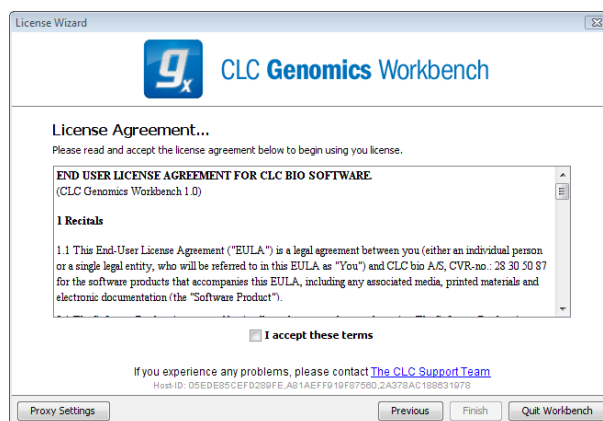 License Wizard
gx CLC Genomics Workbench
License Agreement...
Please read and accept the license agreement below to begin using you license.
END USER LICENSE AGREEMENT FOR CLC BIO SOFTWARE.
(CLC Genomics Workbench 1.0)
1 Recitals
1.1 This End-User License Agreement ("EULA") is a legal agreement between you (either an individual person
or a single legal entity, who will be referred to in this EULA as "You") and CLC bio A/S, CVR-no.: 28 30 50 87
for the software products that accompanies this EULA, including any associated media, printed materials and
electronic documentation (the "Software Product").
I accept these terms
If you experience any problems, please contact The CLC Support Team
Host-ID: 05EDE85CEFD289FE,A81AEFF919F87560,2A378AC188631978
Proxy Settings
Previous
Finish
Quit Workbench